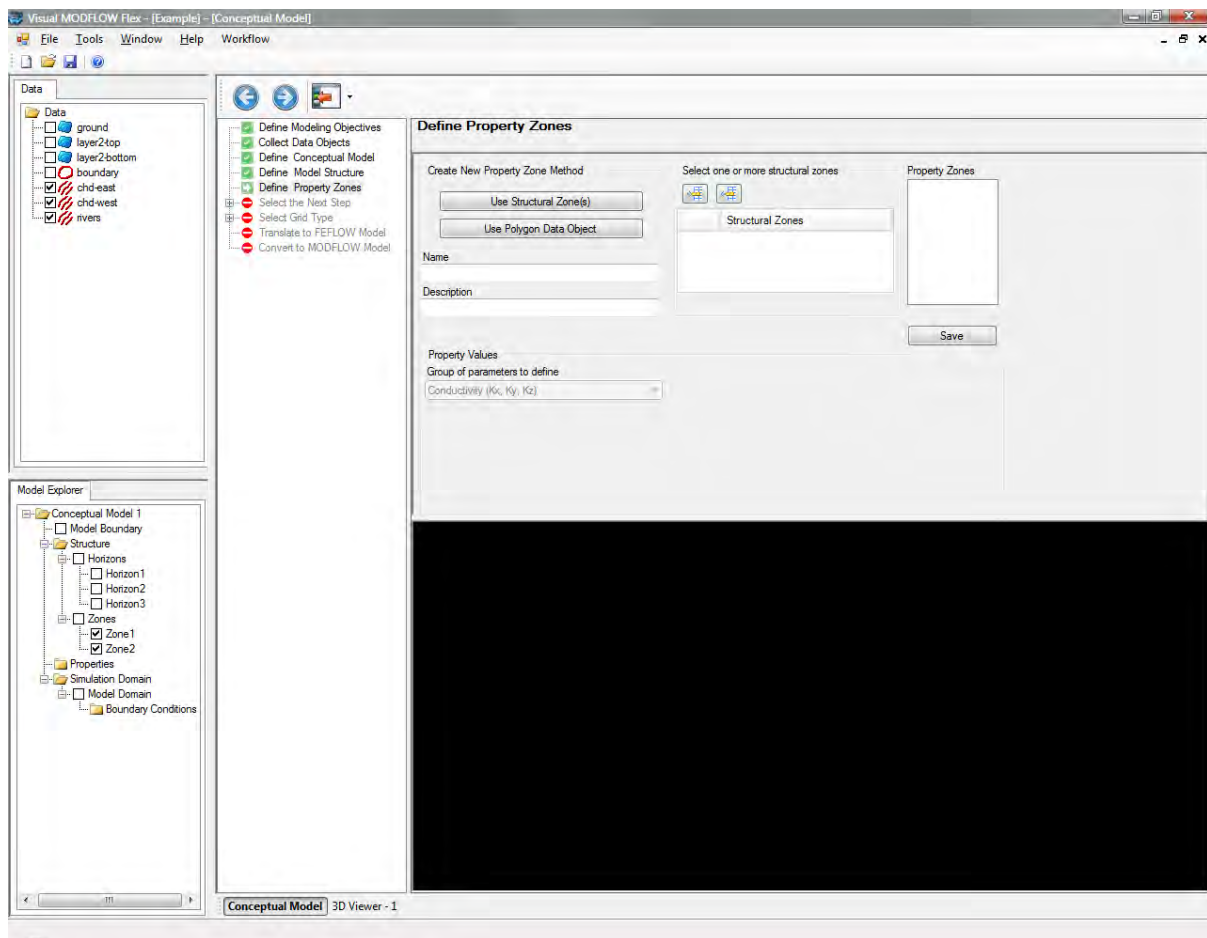 Visual MODFLOW Flex - [Example] - [Conceptual Model]
File Tools Window Help Workflow
Data
Data
ground
layer2-top
layer2-bottom
boundary
chd-east
chd-west
rivers
Define Modeling Objectives
Collect Data Objects
Define Conceptual Model
Define Model Structure
Define Property Zones
Select the Next Step
Select Grid Type
Translate to FEFLOW Model
Convert to MODFLOW Model
Define Property Zones
Create New Property Zone Method
Use Structural Zone(s)
Use Polygon Data Object
Name
Description
Select one or more structural zones
Structural Zones
Property Zones
Save
Property Values
Group of parameters to define
Conductivity (Kx, Ky, Kz)
Model Explorer
Conceptual Model 1
Model Boundary
Structure
Horizons
Horizon1
Horizon2
Horizon3
Zones
Zone1
Zone2
Properties
Simulation Domain
Model Domain
Boundary Conditions
Conceptual Model 3D Viewer - 1